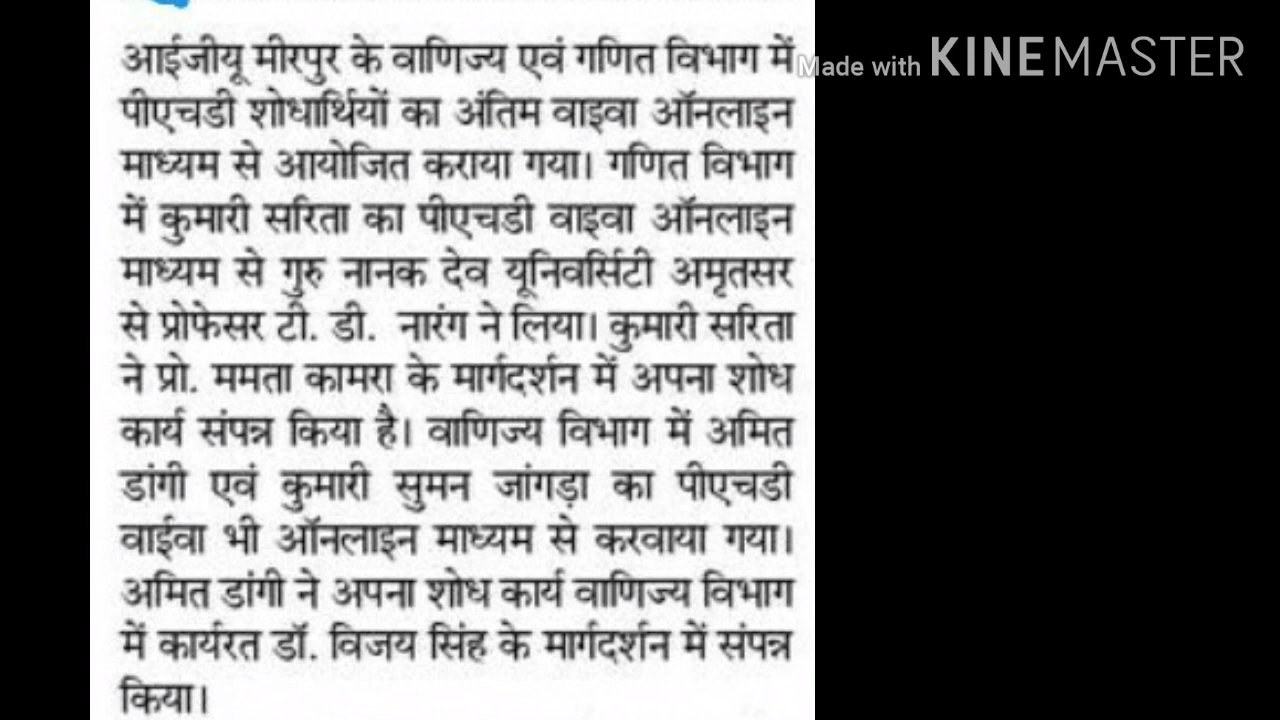 आईजीयू मीरपुर के वाणिज्य एवं गणित विभाग में
Made with KINEMASTER
पीएचडी शोधार्थियों का अंतिम वाइवा ऑनलाइन
माध्यम से आयोजित कराया गया। गणित विभाग
में कुमारी सरिता का पीएचडी वाइवा ऑनलाइन
माध्यम से गुरु नानक देव यूनिवर्सिटी अमृतसर
से प्रोफेसर टी. डी. नारंग ने लिया। कुमारी सरिता
ने प्रो. ममता कामरा के मार्गदर्शन में अपना शोध
कार्य संपन्न किया है। वाणिज्य विभाग में अमित
डांगी एवं कुमारी सुमन जांगड़ा का पीएचडी
वाईवा भी ऑनलाइन माध्यम से करवाया गया।
अमित डांगी ने अपना शोध कार्य वाणिज्य विभाग
में कार्यरत डॉ. विजय सिंह के मार्गदर्शन में संपन्न
किया।